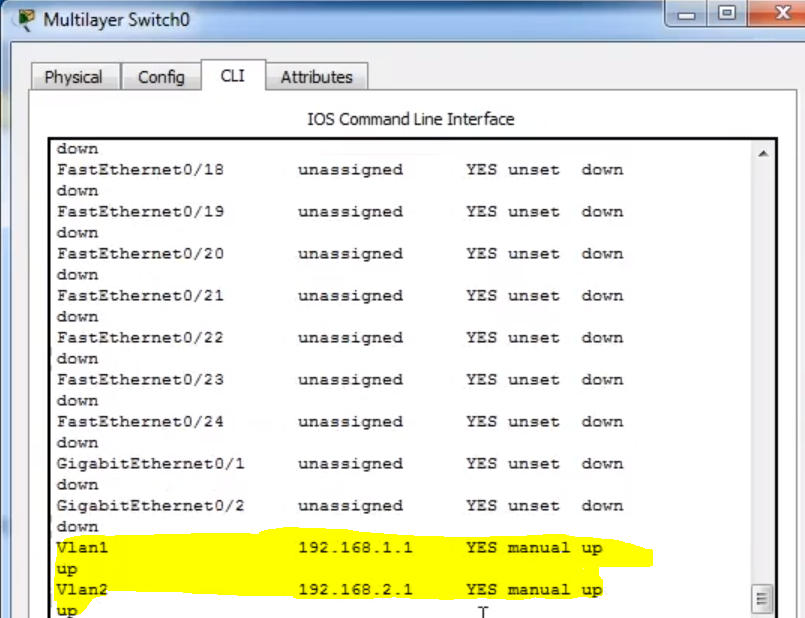 Multilayer Switch0
Physical Config CLI Attributes
IOS Command Line Interface
down
FastEthernet0/18 unassigned YES unset down
down
FastEthernet0/19 unassigned YES unset down
down
FastEthernet0/20 unassigned YES unset down
down
FastEthernet0/21 unassigned YES unset down
down
FastEthernet0/22 unassigned YES unset down
down
FastEthernet0/23 unassigned YES unset down
down
FastEthernet0/24 unassigned YES unset down
down
GigabitEthernet0/1 unassigned YES unset down
down
GigabitEthernet0/2 unassigned YES unset down
down
Vlan1 192.168.1.1 YES manual up
up
Vlan2 192.168.2.1 YES manual up
up